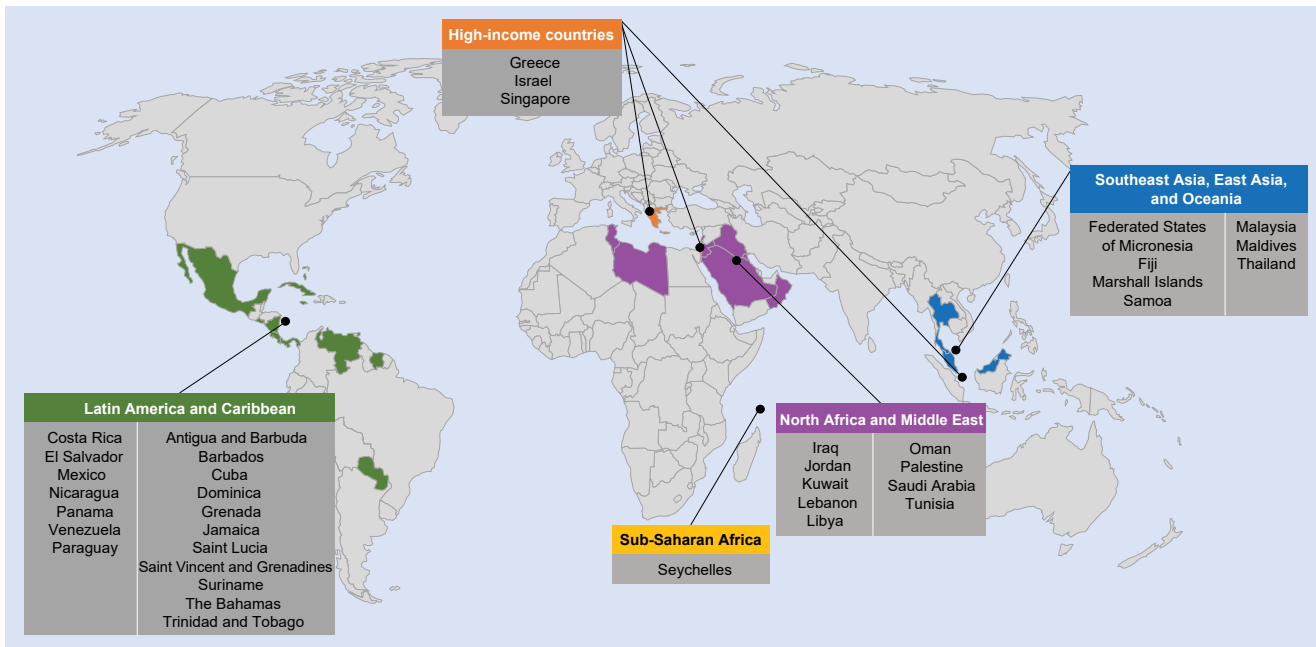 High-income countries
Greece
Israel
Singapore
Southeast Asia, East Asia,
and Oceania
Federated States
of Micronesia
Fiji
Marshall Islands
Samoa
Malaysia
Maldives
Thailand
Latin America and Caribbean
Costa Rica
El Salvador
Mexico
Nicaragua
Panama
Venezuela
Paraguay
Antigua and Barbuda
Barbados
Cuba
Dominica
Grenada
Jamaica
Saint Lucia
Saint Vincent and Grenadines
Suriname
The Bahamas
Trinidad and Tobago
North Africa and Middle East
Iraq
Jordan
Kuwait
Lebanon
Libya
Oman
Palestine
Saudi Arabia
Tunisia
Sub-Saharan Africa
Seychelles